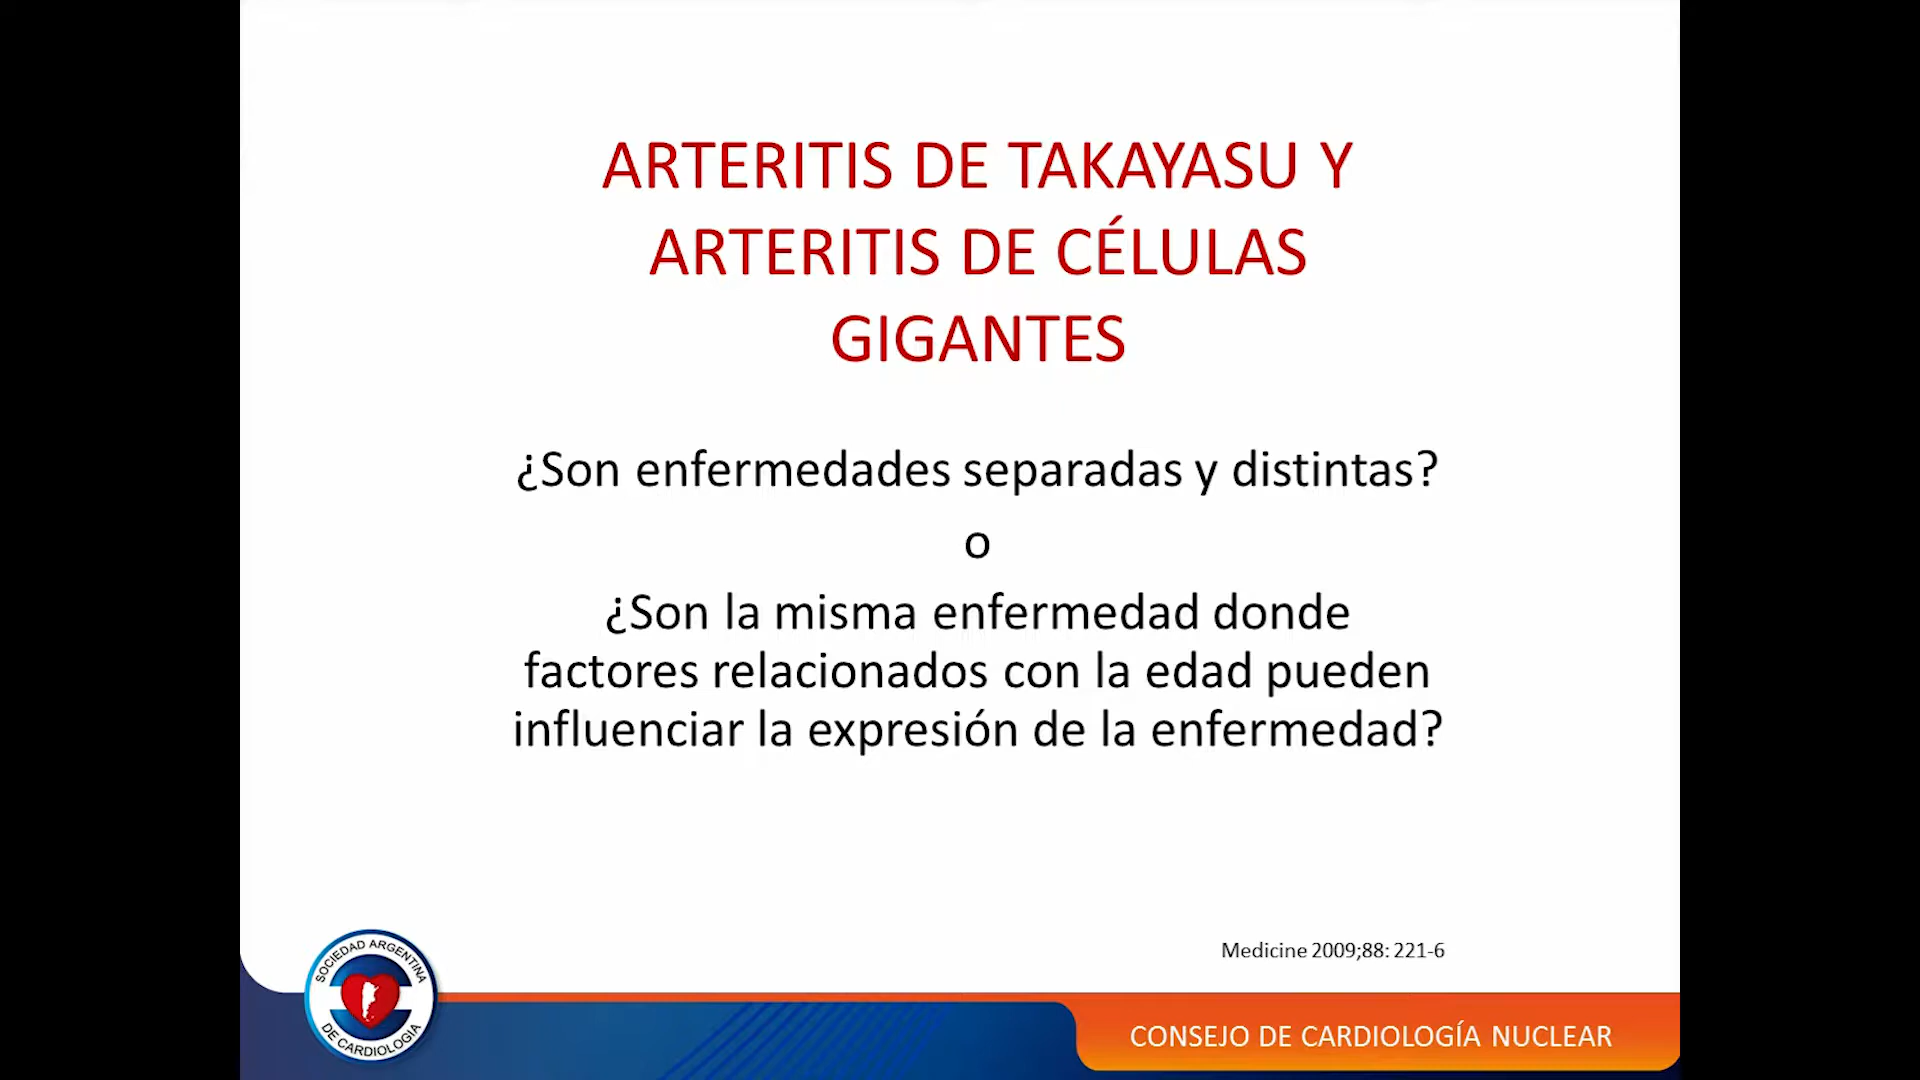 ARTERITIS DE TAKAYASU Y
ARTERITIS DE CÉLULAS
GIGANTES
¿Son enfermedades separadas y distintas?
o
¿Son la misma enfermedad donde
factores relacionados con la edad pueden
influenciar la expresión de la enfermedad?
Medicine 2009;88: 221-6
SOCIEDAD ARGENTINA
DE CARDIOLOGÍA
CONSEJO DE CARDIOLOGÍA NUCLEAR